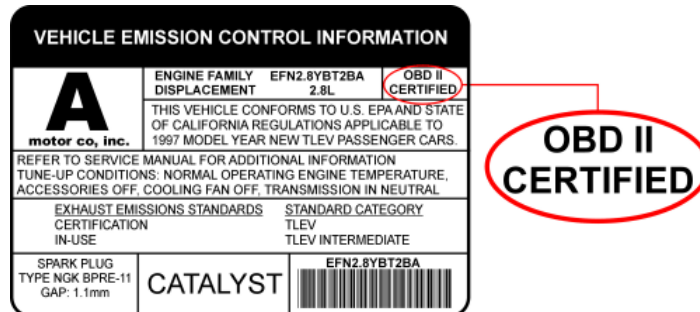 VEHICLE EMISSION CONTROL INFORMATION
A
motor co, inc.
ENGINE FAMILY EFN2.8YBT2BA
DISPLACEMENT 2.8L
OBD II
CERTIFIED
THIS VEHICLE CONFORMS TO U.S. EPA AND STATE
OF CALIFORNIA REGULATIONS APPLICABLE TO
1997 MODEL YEAR NEW TLEV PASSENGER CARS.
REFER TO SERVICE MANUAL FOR ADDITIONAL INFORMATION
TUNE-UP CONDITIONS: NORMAL OPERATING ENGINE TEMPERATURE,
ACCESSORIES OFF, COOLING FAN OFF, TRANSMISSION IN NEUTRAL
EXHAUST EMISSIONS STANDARDS STANDARD CATEGORY
CERTIFICATION TLEV
IN-USE TLEV INTERMEDIATE
SPARK PLUG
TYPE NGK BPRE-11
GAP: 1.1mm
CATALYST
EFN2.8YBT2BA
OBD II
CERTIFIED